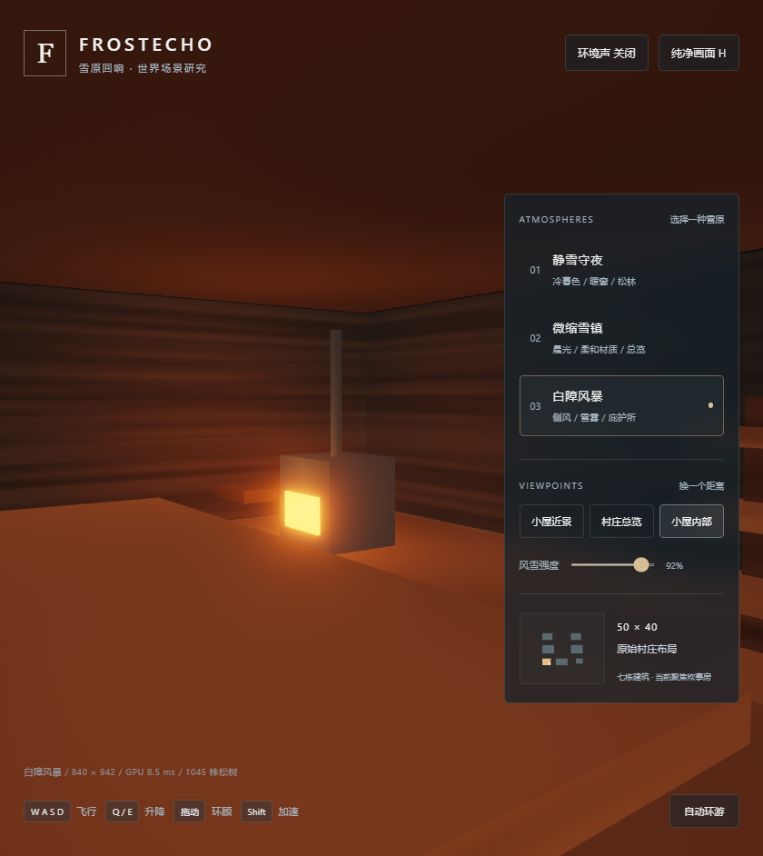 F
FROSTECHO
雪原回响 · 世界场景研究
环境声 关闭
纯净画面 H
ATMOSPHERES
选择一种雪原
01
静雪守夜
冷暮色 / 暖窗 / 松林
02
微缩雪镇
晨光 / 柔和材质 / 总览
03
白障风暴
侧风 / 雪雾 / 庇护所
VIEWPOINTS
换一个距离
小屋近景
村庄总览
小屋内部
风雪强度
92%
50 × 40
原始村庄布局
七栋建筑 · 当前聚焦炊事房
白障风暴 / 840 × 942 / GPU 8.5 ms / 1045 株松树
WASD 飞行 Q/E 升降 拖动 环顾 Shift 加速
自动环游